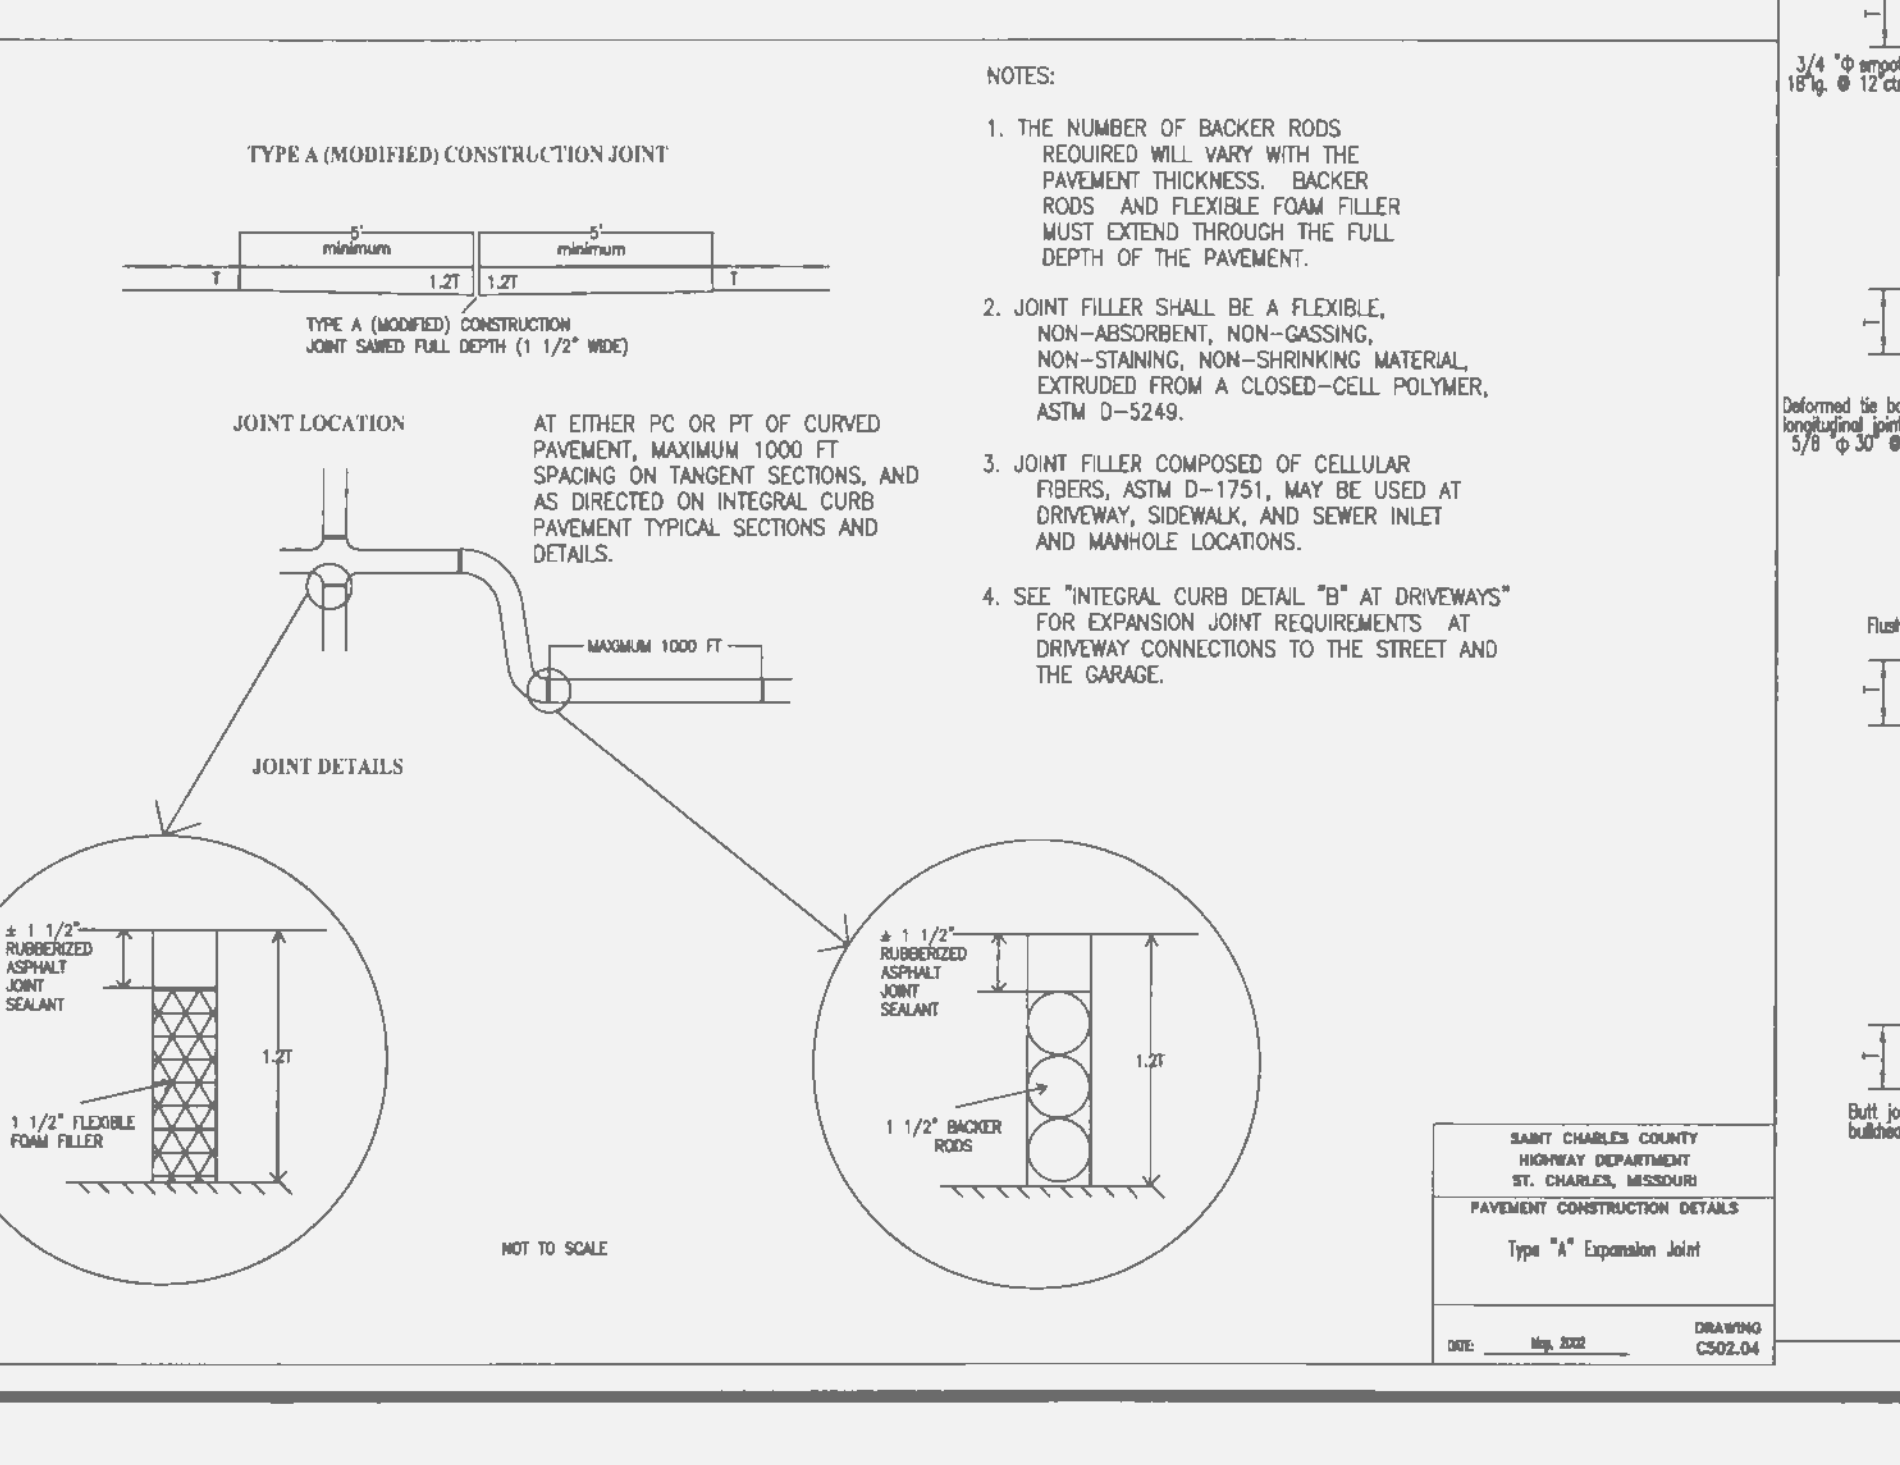 TYPE A (MODIFIED) CONSTRUCTION JOINT
5'
minimum
5'
minimum
T
1.2T
1.2T
T
TYPE A (MODIFIED) CONSTRUCTION
JOINT SAWED FULL DEPTH (1 1/2" WIDE)
JOINT LOCATION
AT EITHER PC OR PT OF CURVED
PAVEMENT, MAXIMUM 1000 FT
SPACING ON TANGENT SECTIONS, AND
AS DIRECTED ON INTEGRAL CURB
PAVEMENT TYPICAL SECTIONS AND
DETAILS.
MAXIMUM 1000 FT
JOINT DETAILS
± 1 1/2"
RUBBERIZED
ASPHALT
JOINT
SEALANT
1.2T
1 1/2" FLEXIBLE
FOAM FILLER
± 1 1/2"
RUBBERIZED
ASPHALT
JOINT
SEALANT
1.2T
1 1/2" BACKER
RODS
NOT TO SCALE
NOTES:
1. THE NUMBER OF BACKER RODS
REQUIRED WILL VARY WITH THE
PAVEMENT THICKNESS. BACKER
RODS AND FLEXIBLE FOAM FILLER
MUST EXTEND THROUGH THE FULL
DEPTH OF THE PAVEMENT.
2. JOINT FILLER SHALL BE A FLEXIBLE,
NON-ABSORBENT, NON-GASSING,
NON-STAINING, NON-SHRINKING MATERIAL,
EXTRUDED FROM A CLOSED-CELL POLYMER,
ASTM D-5249.
3. JOINT FILLER COMPOSED OF CELLULAR
FIBERS, ASTM D-1751, MAY BE USED AT
DRIVEWAY, SIDEWALK, AND SEWER INLET
AND MANHOLE LOCATIONS.
4. SEE "INTEGRAL CURB DETAIL "B" AT DRIVEWAYS"
FOR EXPANSION JOINT REQUIREMENTS AT
DRIVEWAY CONNECTIONS TO THE STREET AND
THE GARAGE.
SAINT CHARLES COUNTY
HIGHWAY DEPARTMENT
ST. CHARLES, MISSOURI
PAVEMENT CONSTRUCTION DETAILS
Type "A" Expansion Joint
DATE: May, 2002
DRAWING
C502.04
T
3/4 "Φ
18"lg. @ 12"
T
Deformed tie
longitudinal
5/8 "φ 30" @
T
T
Butt